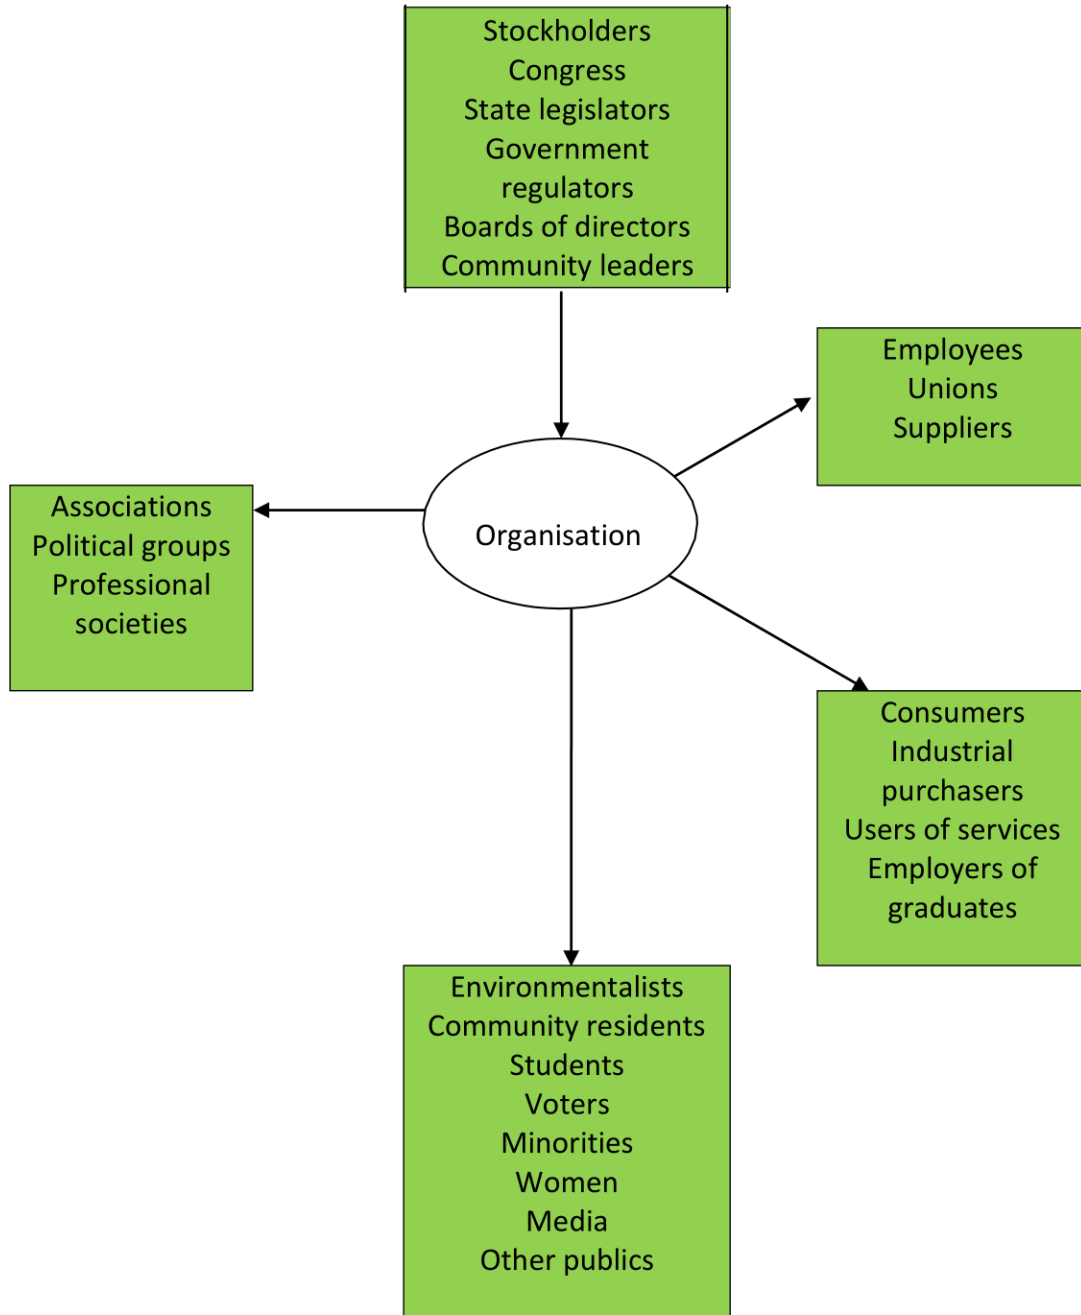 Stockholders
Congress
State legislators
Government
regulators
Boards of directors
Community leaders
Employees
Unions
Suppliers
Associations
Political groups
Professional
societies
Organisation
Consumers
Industrial
purchasers
Users of services
Employers of
graduates
Environmentalists
Community residents
Students
Voters
Minorities
Women
Media
Other publics